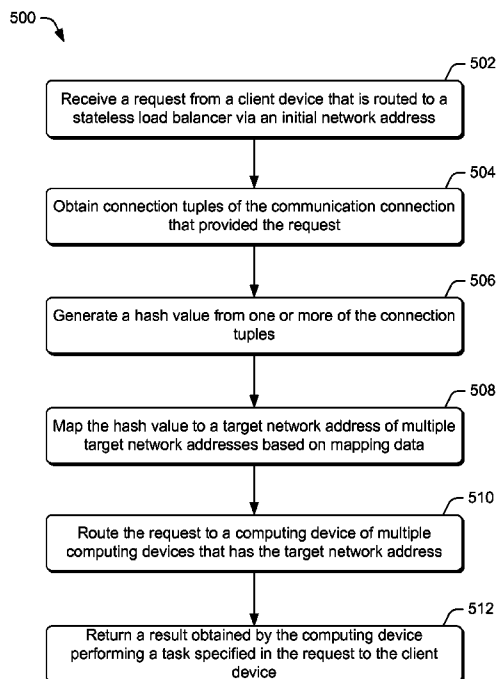 500
502
Receive a request from a client device that is routed to a
stateless load balancer via an initial network address
504
Obtain connection tuples of the communication connection
that provided the request
506
Generate a hash value from one or more of the connection
tuples
508
Map the hash value to a target network address of multiple
target network addresses based on mapping data
510
Route the request to a computing device of multiple
computing devices that has the target network address
512
Return a result obtained by the computing device
performing a task specified in the request to the client
device